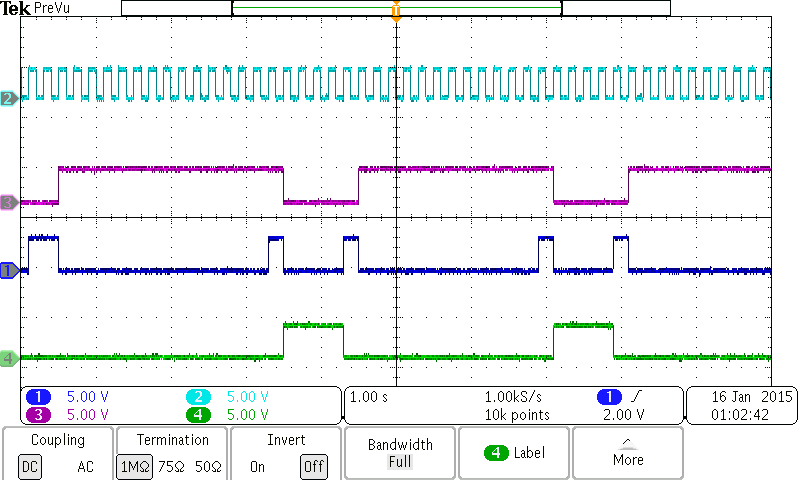 Tek PreVu
T
2
3
1
4
1 5.00 V 2 5.00 V 1.00 s 1.00kS/s 1 2.00 V 16 Jan 2015
3 5.00 V 4 5.00 V 10k points 01:02:42
Coupling Termination Invert Bandwidth 4 Label More
DC AC 1MΩ 75Ω 50Ω On Off Full